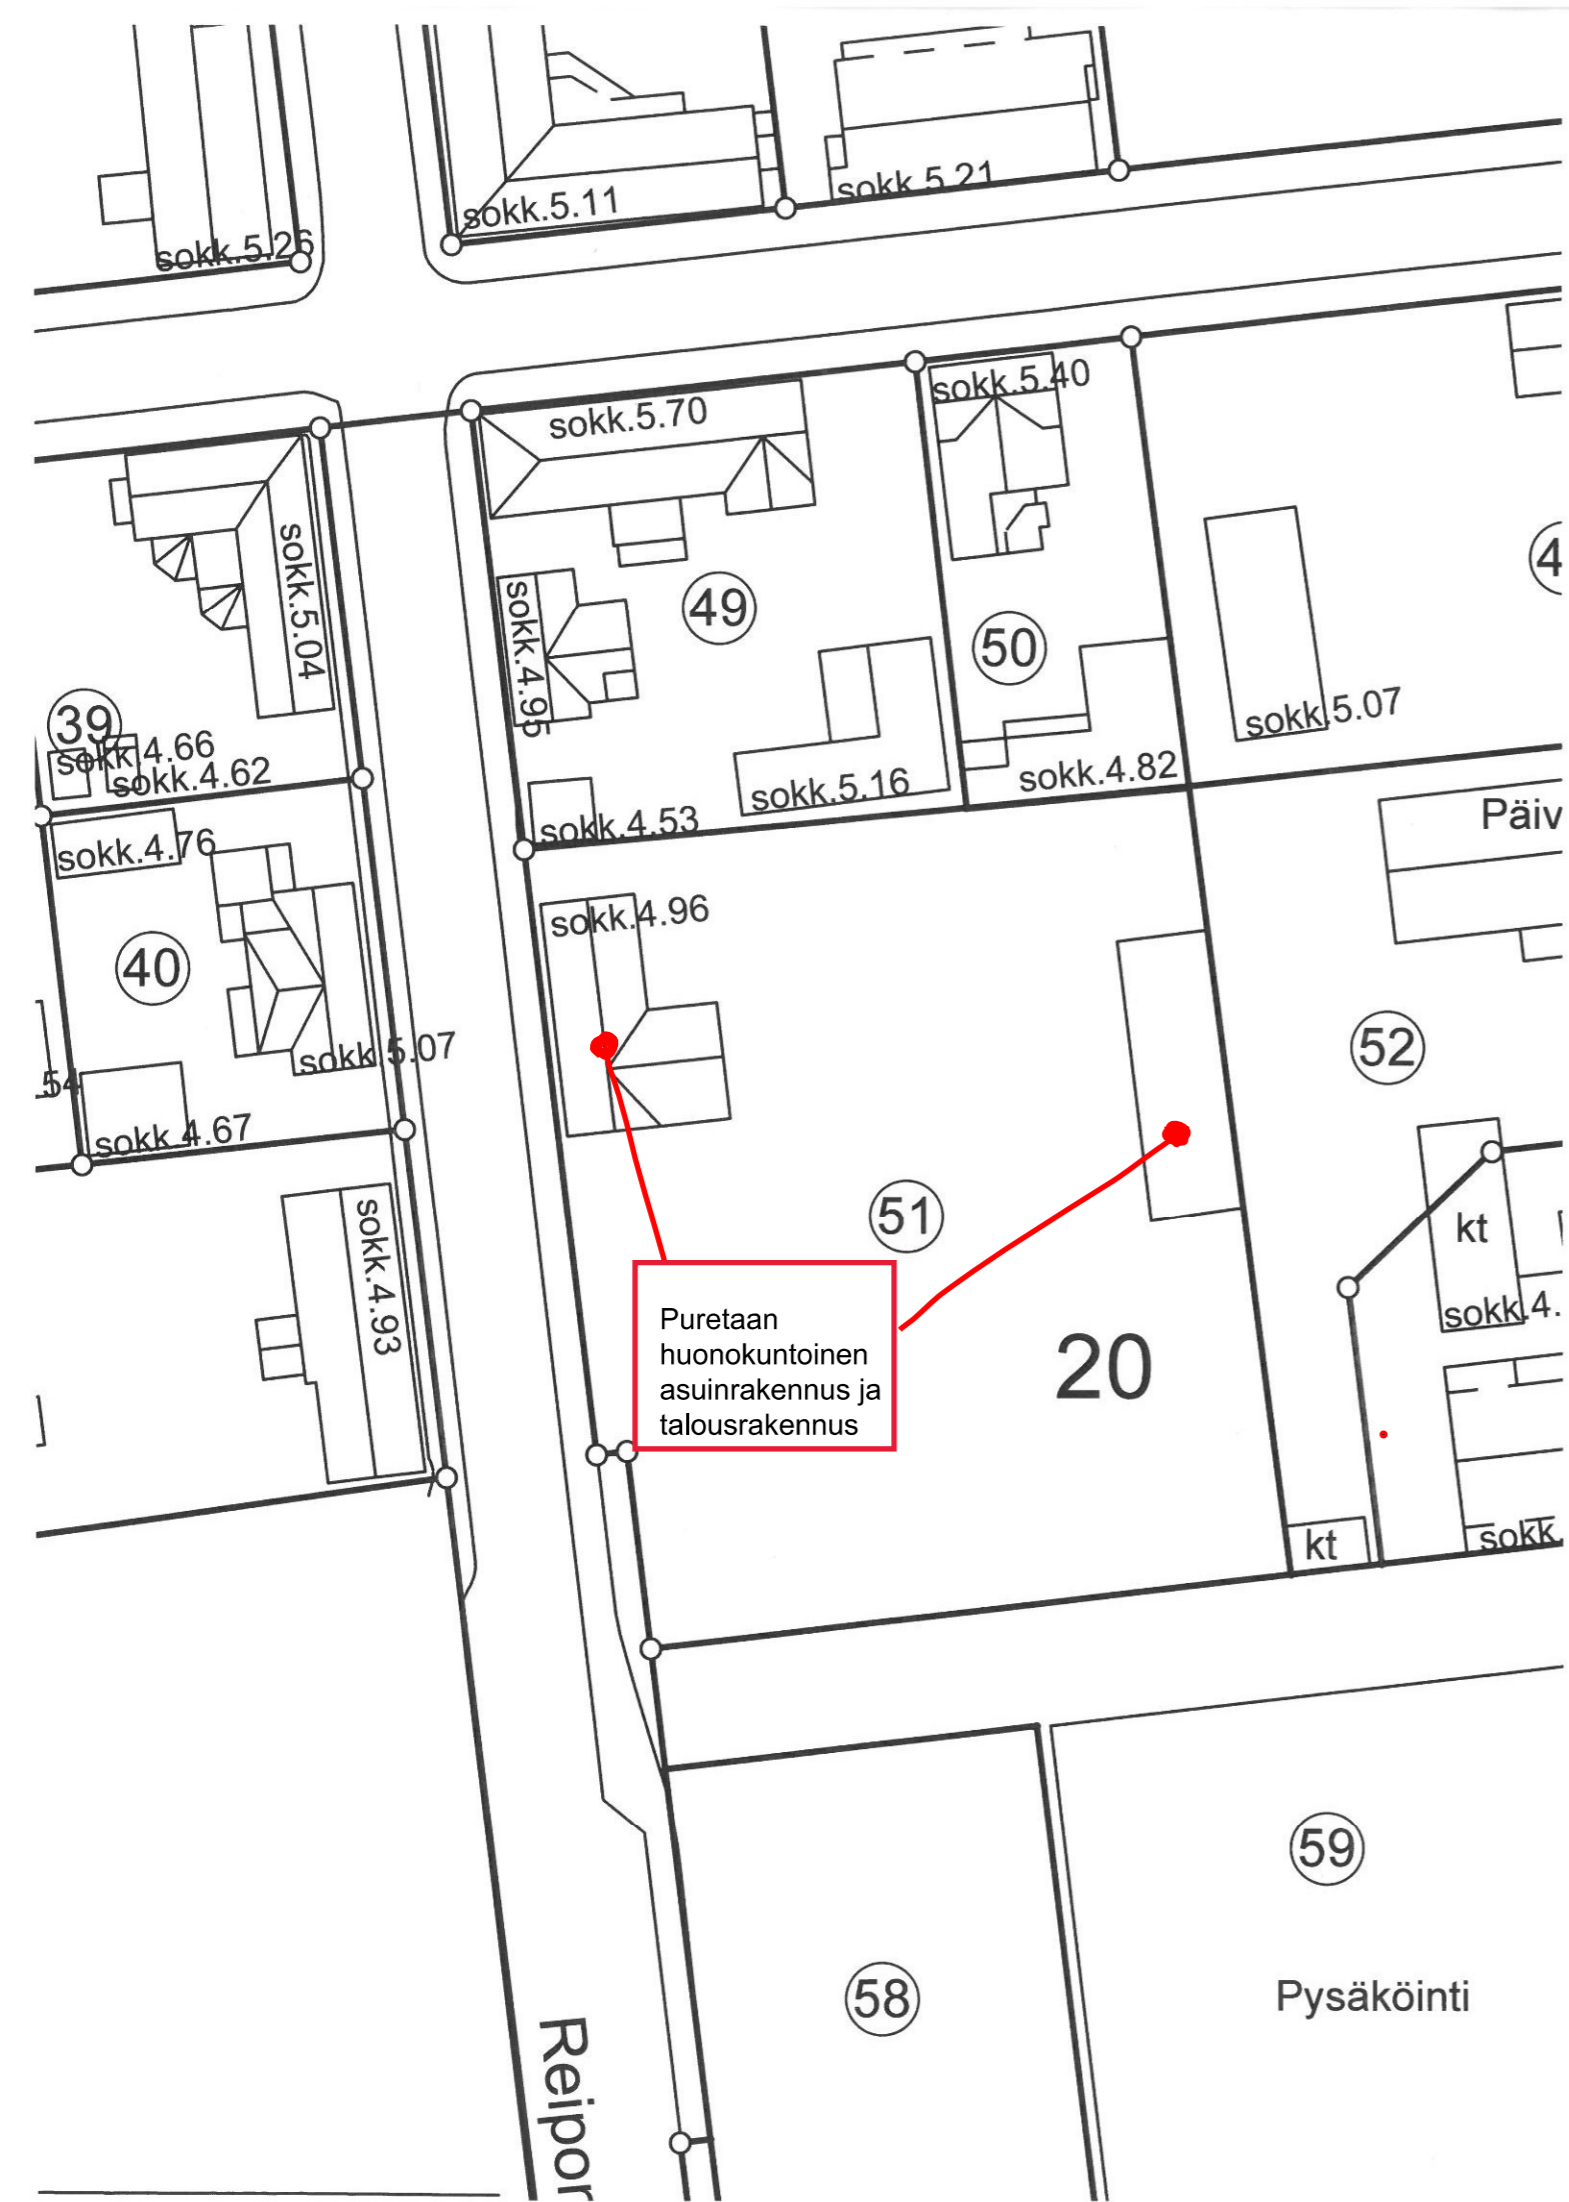 sokk.5.26
sokk.5.11
sokk.5.21
sokk.5.70
sokk.5.40
sokk.5.04
sokk.4.95
49
50
4
39
sokk.4.66
sokk.4.62
sokk.5.07
sokk.4.82
sokk.5.16
sokk.4.53
Päiv
sokk.4.76
sokk.4.96
40
52
sokk.5.07
54
sokk.4.67
51
kt
sokk.4.93
sokk.4.
Puretaan
huonokuntoinen
asuinrakennus ja
talousrakennus
20
kt
sokk.
59
58
Pysäköinti
Reipor